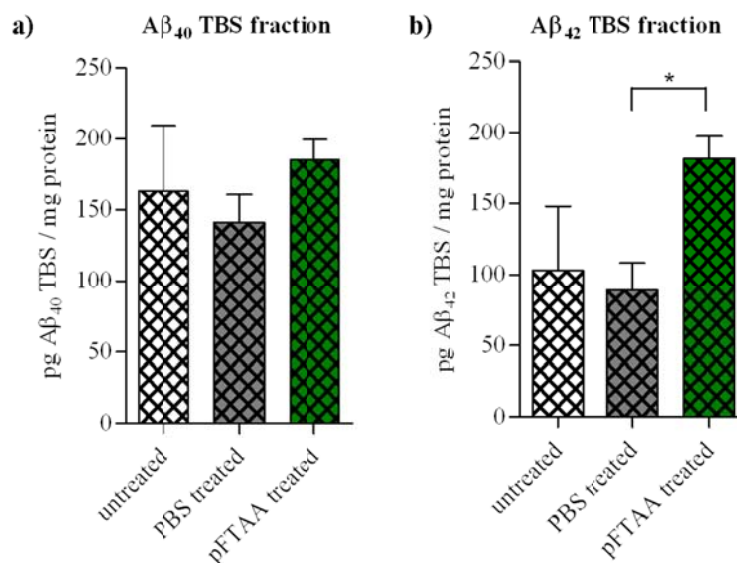 a) Aβ40 TBS fraction
pg Aβ40 TBS / mg protein
250
200
150
100
50
0
untreated
PBS treated
pFTAA treated
b) Aβ42 TBS fraction
pg Aβ42 TBS / mg protein
250
200
150
100
50
0
*
untreated
PBS treated
pFTAA treated